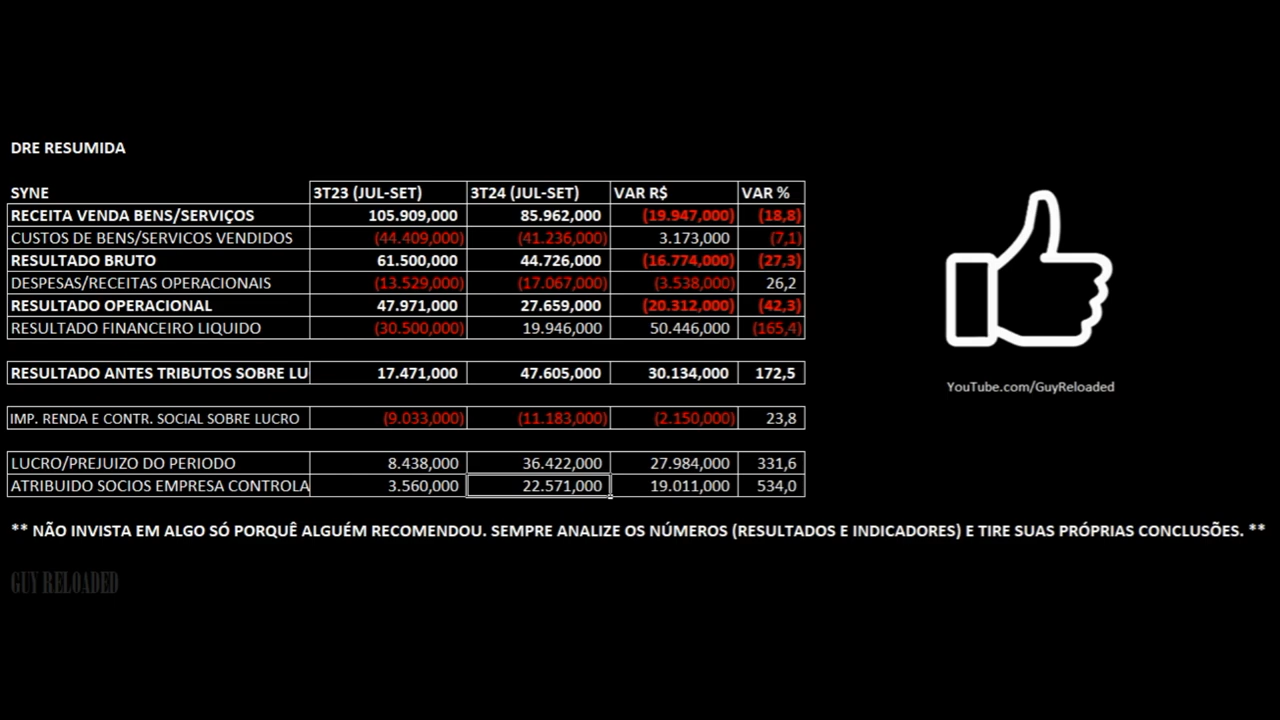 DRE RESUMIDA
SYNE 3T23 (JUL-SET) 3T24 (JUL-SET) VAR R$ VAR %
RECEITA VENDA BENS/SERVIÇOS 105.909,000 85.962,000 (19.947,000) (18,8)
CUSTOS DE BENS/SERVICOS VENDIDOS (44.409,000) (41.236,000) 3.173,000 (7,1)
RESULTADO BRUTO 61.500,000 44.726,000 (16.774,000) (27,3)
DESPESAS/RECEITAS OPERACIONAIS (13.529,000) (17.067,000) (3.538,000) 26,2
RESULTADO OPERACIONAL 47.971,000 27.659,000 (20.312,000) (42,3)
RESULTADO FINANCEIRO LIQUIDO (30.500,000) 19.946,000 50.446,000 (165,4)
RESULTADO ANTES TRIBUTOS SOBRE LU 17.471,000 47.605,000 30.134,000 172,5
IMP. RENDA E CONTR. SOCIAL SOBRE LUCRO (9.033,000) (11.183,000) (2.150,000) 23,8
LUCRO/PREJUIZO DO PERIODO 8.438,000 36.422,000 27.984,000 331,6
ATRIBUIDO SOCIOS EMPRESA CONTROLA 3.560,000 22.571,000 19.011,000 534,0
YouTube.com/GuyReloaded
** NÃO INVISTA EM ALGO SÓ PORQUÊ ALGUÉM RECOMENDOU. SEMPRE ANALIZE OS NÚMEROS (RESULTADOS E INDICADORES) E TIRE SUAS PRÓPRIAS CONCLUSÕES. **
GUY RELOADED